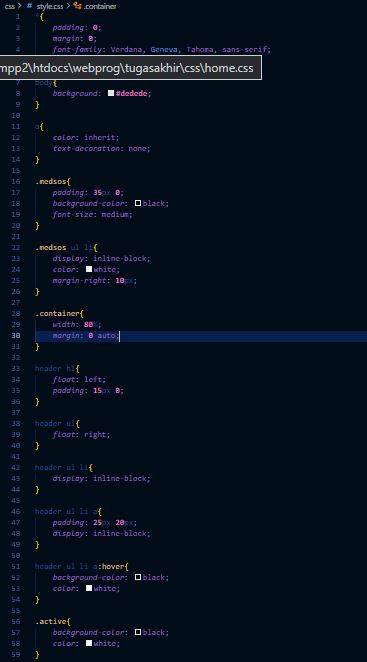 css > # style.css > .container
1 *{
2 padding: 0;
3 margin: 0;
4 font-family: Verdana, Geneva, Tahoma, sans-serif;
mpp2\htdocs\webprog\tugasakhir\css\home.css
7 body{
8 background: #dedede;
9 }
10
11 a{
12 color: inherit;
13 text-decoration: none;
14 }
15
16 .medsos{
17 padding: 35px 0;
18 background-color: black;
19 font-size: medium;
20 }
21
22 .medsos ul li{
23 display: inline-block;
24 color: white;
25 margin-right: 10px;
26 }
27
28 .container{
29 width: 80%;
30 margin: 0 auto;
31 }
32
33 header h1{
34 float: left;
35 padding: 15px 0;
36 }
37
38 header ul{
39 float: right;
40 }
41
42 header ul li{
43 display: inline-block;
44 }
45
46 header ul li a{
47 padding: 25px 20px;
48 display: inline-block;
49 }
50
51 header ul li a:hover{
52 background-color: black;
53 color: white;
54 }
55
56 .active{
57 background-color: black;
58 color: white;
59 }